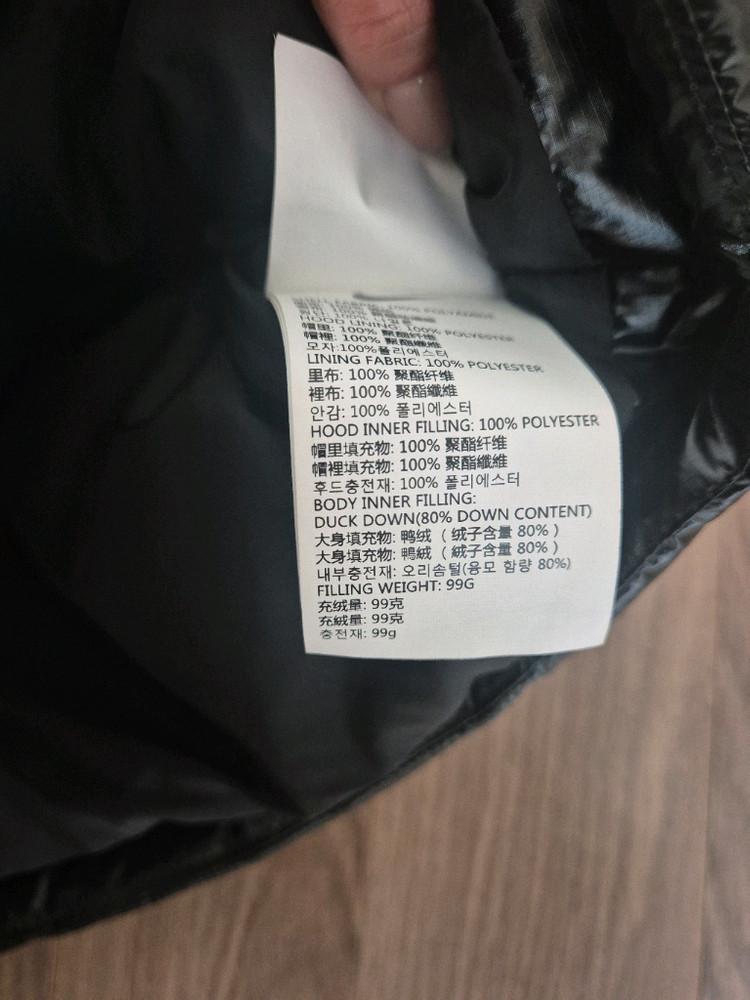 100% POLYAMIDE
HOOD LINING: 100% POLYESTER
帽里: 100% 聚酯纤维
帽裡: 100% 聚酯纖維
모자:100%폴리에스터
LINING FABRIC: 100% POLYESTER
里布: 100% 聚酯纤维
裡布: 100% 聚酯纖維
안감: 100% 폴리에스터
HOOD INNER FILLING: 100% POLYESTER
帽里填充物: 100% 聚酯纤维
帽裡填充物: 100% 聚酯纖維
후드충전재: 100% 폴리에스터
BODY INNER FILLING:
DUCK DOWN(80% DOWN CONTENT)
大身填充物: 鸭绒 ( 绒子含量 80% )
大身填充物: 鴨絨 ( 絨子含量 80% )
내부충전재: 오리솜털(용모 함량 80%)
FILLING WEIGHT: 99G
充绒量: 99克
充絨量: 99克
충전재: 99g